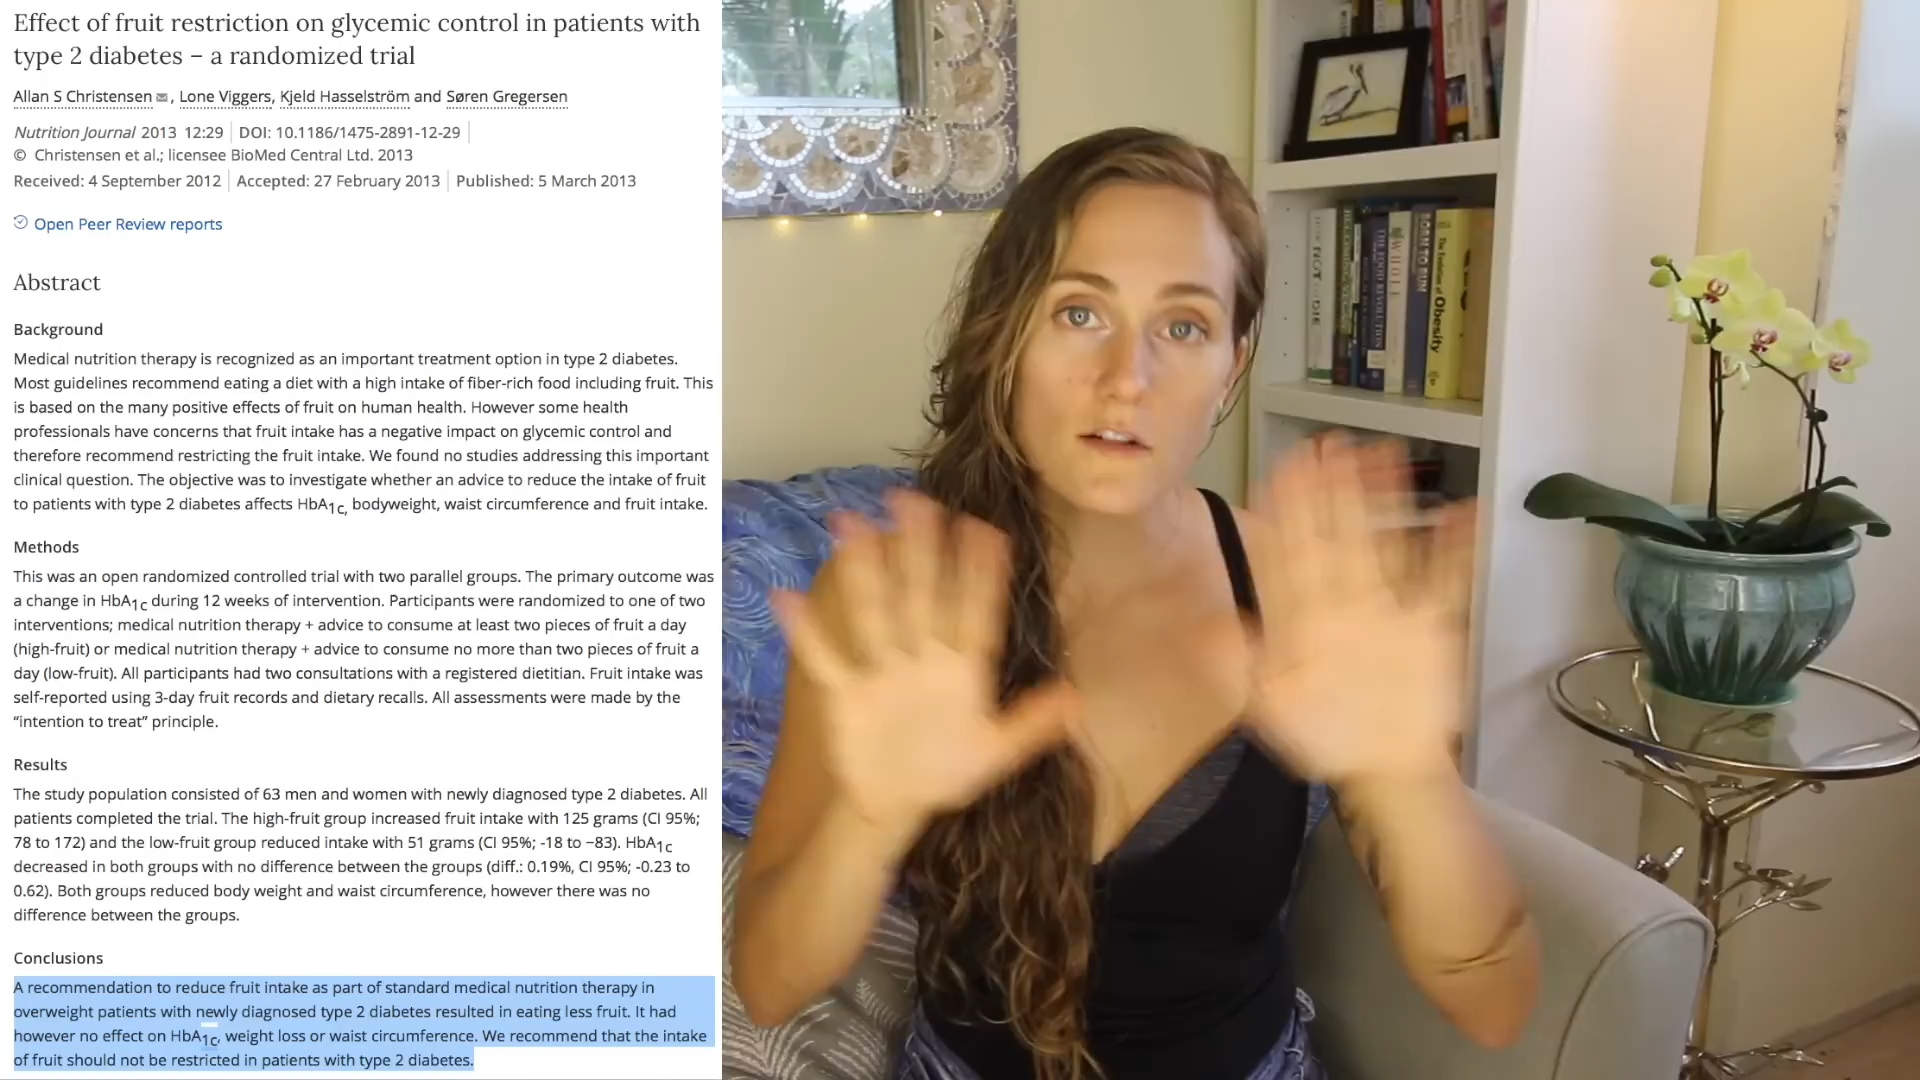 Effect of fruit restriction on glycemic control in patients with
type 2 diabetes – a randomized trial
Allan S Christensen, Lone Viggers, Kjeld Hasselström and Søren Gregersen
Nutrition Journal 2013 12:29 | DOI: 10.1186/1475-2891-12-29 |
© Christensen et al.; licensee BioMed Central Ltd. 2013
Received: 4 September 2012 | Accepted: 27 February 2013 | Published: 5 March 2013
Open Peer Review reports
Abstract
Background
Medical nutrition therapy is recognized as an important treatment option in type 2 diabetes.
Most guidelines recommend eating a diet with a high intake of fiber-rich food including fruit. This
is based on the many positive effects of fruit on human health. However some health
professionals have concerns that fruit intake has a negative impact on glycemic control and
therefore recommend restricting the fruit intake. We found no studies addressing this important
clinical question. The objective was to investigate whether an advice to reduce the intake of fruit
to patients with type 2 diabetes affects HbA1c, bodyweight, waist circumference and fruit intake.
Methods
This was an open randomized controlled trial with two parallel groups. The primary outcome was
a change in HbA1c during 12 weeks of intervention. Participants were randomized to one of two
interventions; medical nutrition therapy + advice to consume at least two pieces of fruit a day
(high-fruit) or medical nutrition therapy + advice to consume no more than two pieces of fruit a
day (low-fruit). All participants had two consultations with a registered dietitian. Fruit intake was
self-reported using 3-day fruit records and dietary recalls. All assessments were made by the
“intention to treat” principle.
Results
The study population consisted of 63 men and women with newly diagnosed type 2 diabetes. All
patients completed the trial. The high-fruit group increased fruit intake with 125 grams (CI 95%;
78 to 172) and the low-fruit group reduced intake with 51 grams (CI 95%; -18 to −83). HbA1c
decreased in both groups with no difference between the groups (diff.: 0.19%, CI 95%; -0.23 to
0.62). Both groups reduced body weight and waist circumference, however there was no
difference between the groups.
Conclusions
A recommendation to reduce fruit intake as part of standard medical nutrition therapy in
overweight patients with newly diagnosed type 2 diabetes resulted in eating less fruit. It had
however no effect on HbA1c, weight loss or waist circumference. We recommend that the intake
of fruit should not be restricted in patients with type 2 diabetes.
THE FOOD REVOLUTION
WHOLE
BORN TO RUN
The Evolution of Obesity